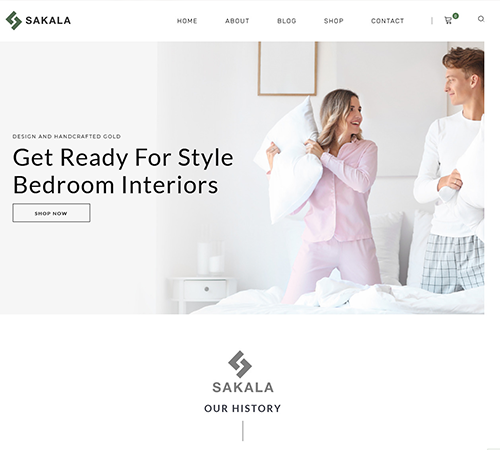 SAKALA
HOME ABOUT BLOG SHOP CONTACT
0
DESIGN AND HANDCRAFTED GOLD
Get Ready For Style
Bedroom Interiors
SHOP NOW
SAKALA
OUR HISTORY